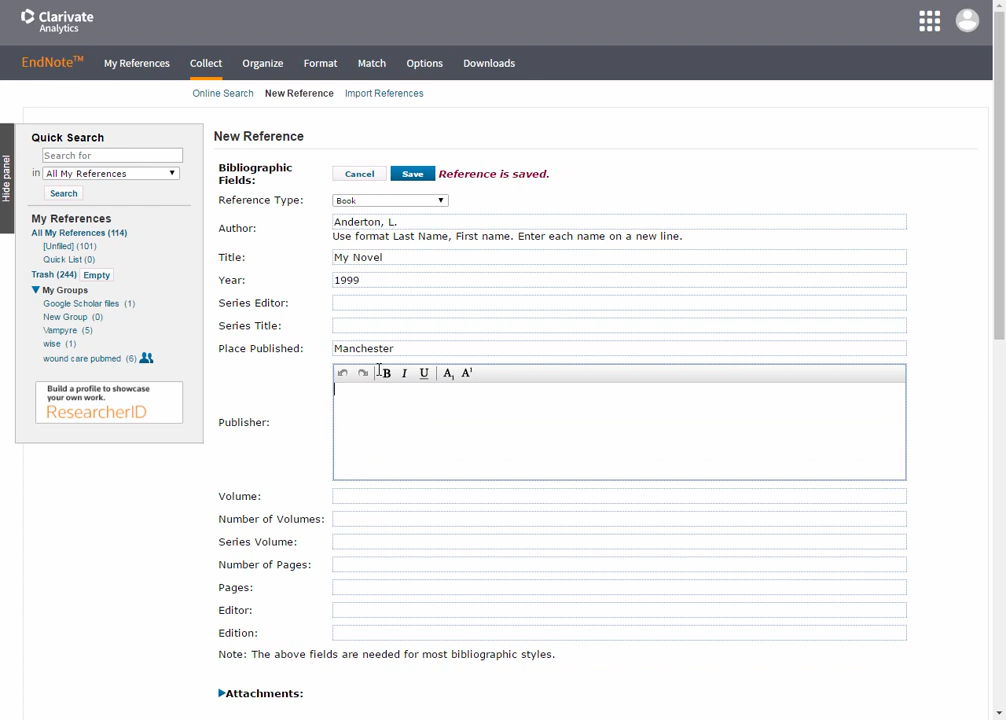 Clarivate
Analytics
EndNote™ My References Collect Organize Format Match Options Downloads
Online Search New Reference Import References
Hide panel
Quick Search
Search for
in All My References
Search
My References
All My References (114)
[Unfiled] (101)
Quick List (0)
Trash (244) Empty
My Groups
Google Scholar files (1)
New Group (0)
Vampyre (5)
wise (1)
wound care pubmed (6)
Build a profile to showcase
your own work.
ResearcherID
New Reference
Bibliographic
Fields:
Cancel Save Reference is saved.
Reference Type: Book
Author: Anderton, L.
Use format Last Name, First name. Enter each name on a new line.
Title: My Novel
Year: 1999
Series Editor:
Series Title:
Place Published: Manchester
B I U A₁ A¹
Publisher:
Volume:
Number of Volumes:
Series Volume:
Number of Pages:
Pages:
Editor:
Edition:
Note: The above fields are needed for most bibliographic styles.
Attachments: